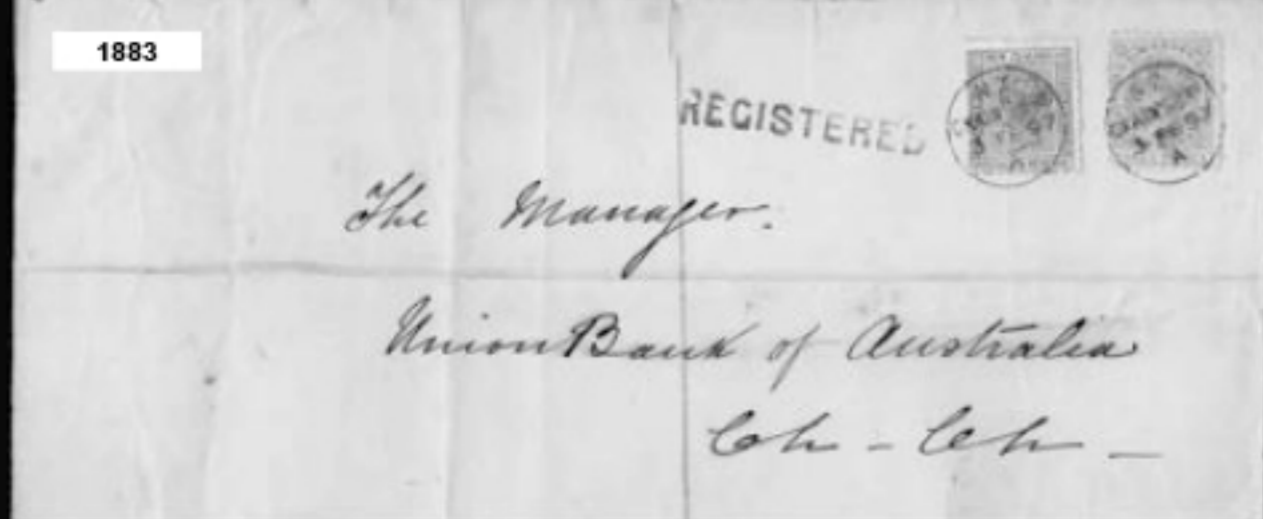 1883
REGISTERED
The Manager.
Union Bank of Australia
Ch - Ch -